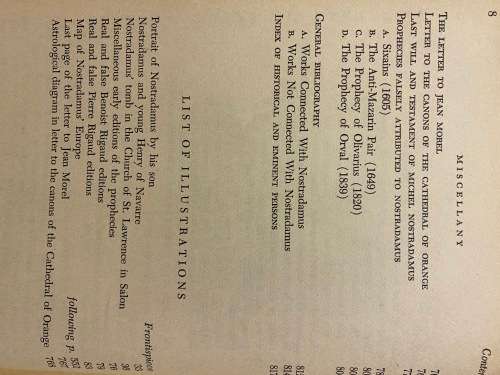 8
Conten
MISCELLANY
THE LETTER TO JEAN MOREL
LETTER TO THE CANONS OF THE CATHEDRAL OF ORANGE
LAST WILL AND TESTAMENT OF MICHEL NOSTRADAMUS
PROPHECIES FALSELY ATTRIBUTED TO NOSTRADAMUS
A. Sixains (1605)
B. The Anti-Mazarin Pair (1649)
C. The Prophecy of Olivarius (1820)
D. The Prophecy of Orval (1839)
GENERAL BIBLIOGRAPHY
A. Works Connected With Nostradamus
B. Works Not Connected With Nostradamus
INDEX OF HISTORICAL AND EMINENT PERSONS
LIST OF ILLUSTRATIONS
Portrait of Nostradamus by his son Frontispiece
Nostradamus and young Henry of Navarre
Nostradamus' tomb in the Church of St. Lawrence in Salon
Miscellaneous early editions of the prophecies
Real and false Benoist Rigaud editions
Real and false Pierre Rigaud editions
Map of Nostradamus' Europe following p. 552
Last page of the letter to Jean Morel 767
Astrological diagram in letter to the canons of the Cathedral of Orange 768